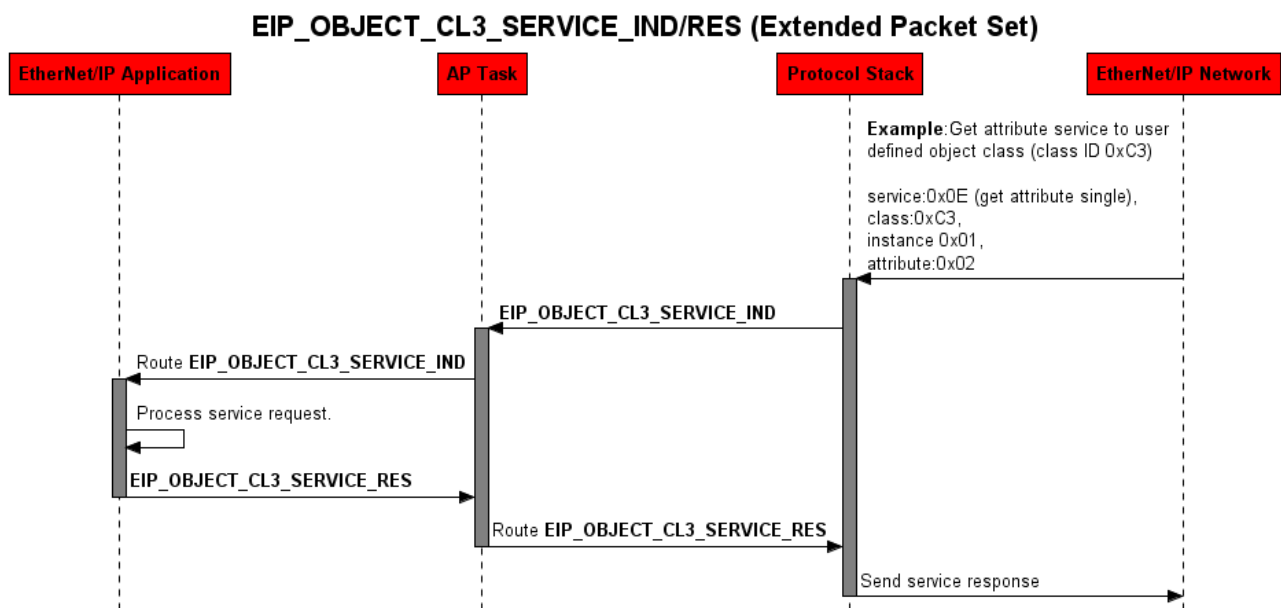 EIP_OBJECT_CL3_SERVICE_IND/RES (Extended Packet Set)
EtherNet/IP Application
AP Task
Protocol Stack
EtherNet/IP Network
Example:Get attribute service to user
defined object class (class ID 0xC3)
service:0x0E (get attribute single),
class:0xC3,
instance 0x01,
attribute:0x02
EIP_OBJECT_CL3_SERVICE_IND
Route EIP_OBJECT_CL3_SERVICE_IND
Process service request.
EIP_OBJECT_CL3_SERVICE_RES
Route EIP_OBJECT_CL3_SERVICE_RES
Send service response